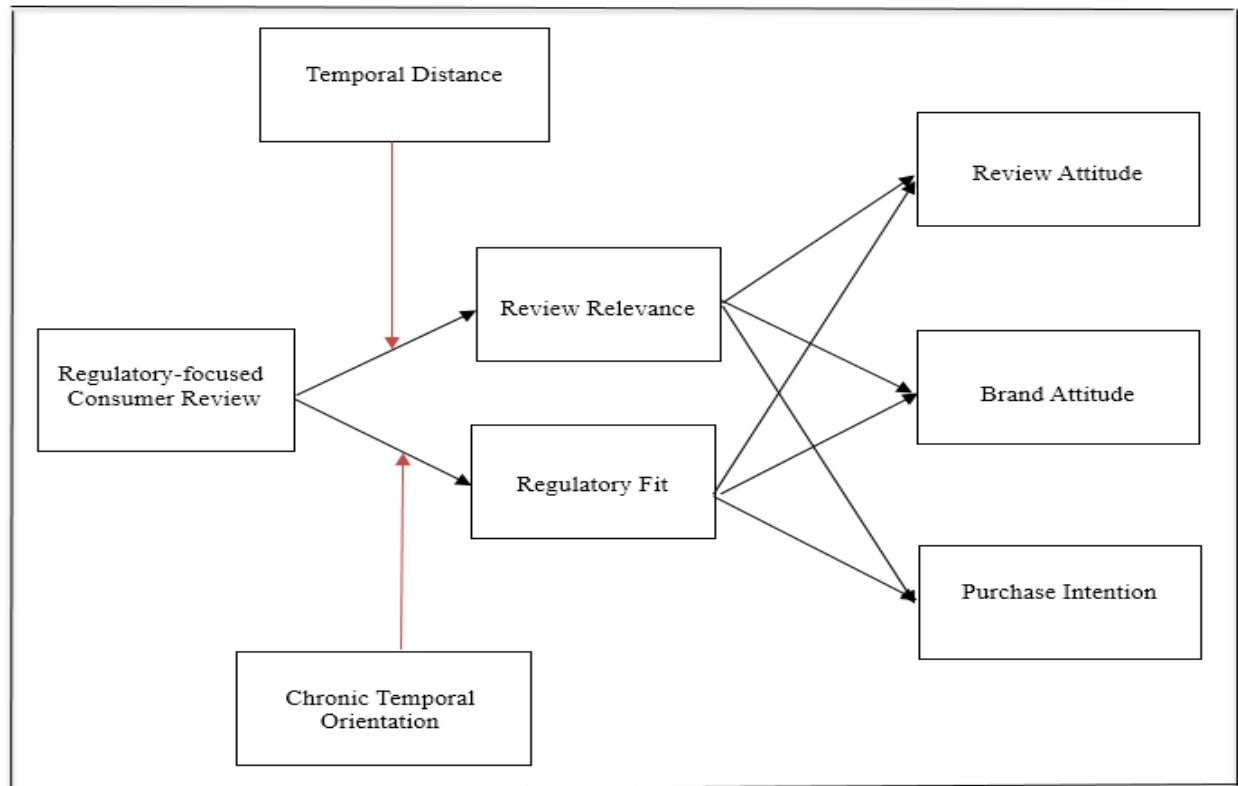 Temporal Distance
Review Attitude
Review Relevance
Regulatory-focused
Consumer Review
Brand Attitude
Regulatory Fit
Purchase Intention
Chronic Temporal
Orientation